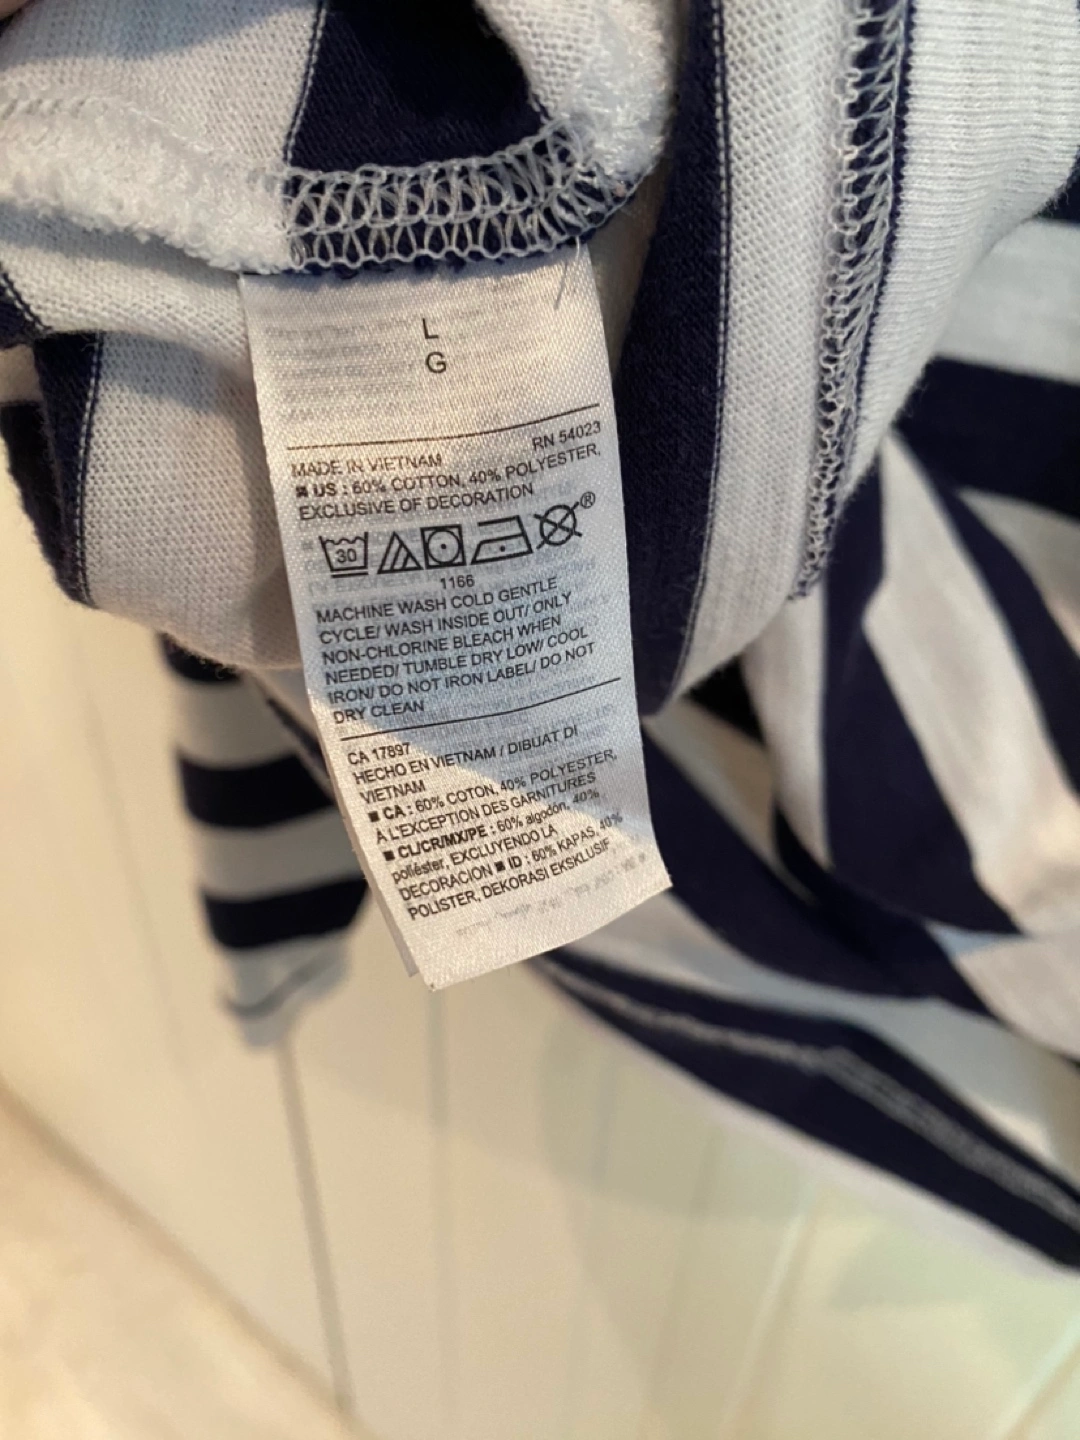 L
G
RN 54023
MADE IN VIETNAM
■ US : 60% COTTON, 40% POLYESTER,
EXCLUSIVE OF DECORATION
30 ®
1166
MACHINE WASH COLD GENTLE
CYCLE/ WASH INSIDE OUT/ ONLY
NON-CHLORINE BLEACH WHEN
NEEDED/ TUMBLE DRY LOW/ COOL
IRON/ DO NOT IRON LABEL/ DO NOT
DRY CLEAN
CA 17897
HECHO EN VIETNAM / DIBUAT DI
VIETNAM
■ CA : 60% COTON, 40% POLYESTER,
À L'EXCEPTION DES GARNITURES
■ CL/CR/MX/PE : 60% algodón, 40%
poliéster, EXCLUYENDO LA
DECORACION ■ ID : 60% KAPAS, 40%
POLISTER, DEKORASI EKSKLUSIF